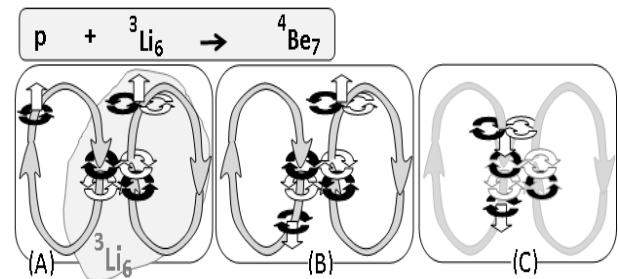 p + ³Li₆ → ⁴Be₇
³Li₆
(A) (B) (C)